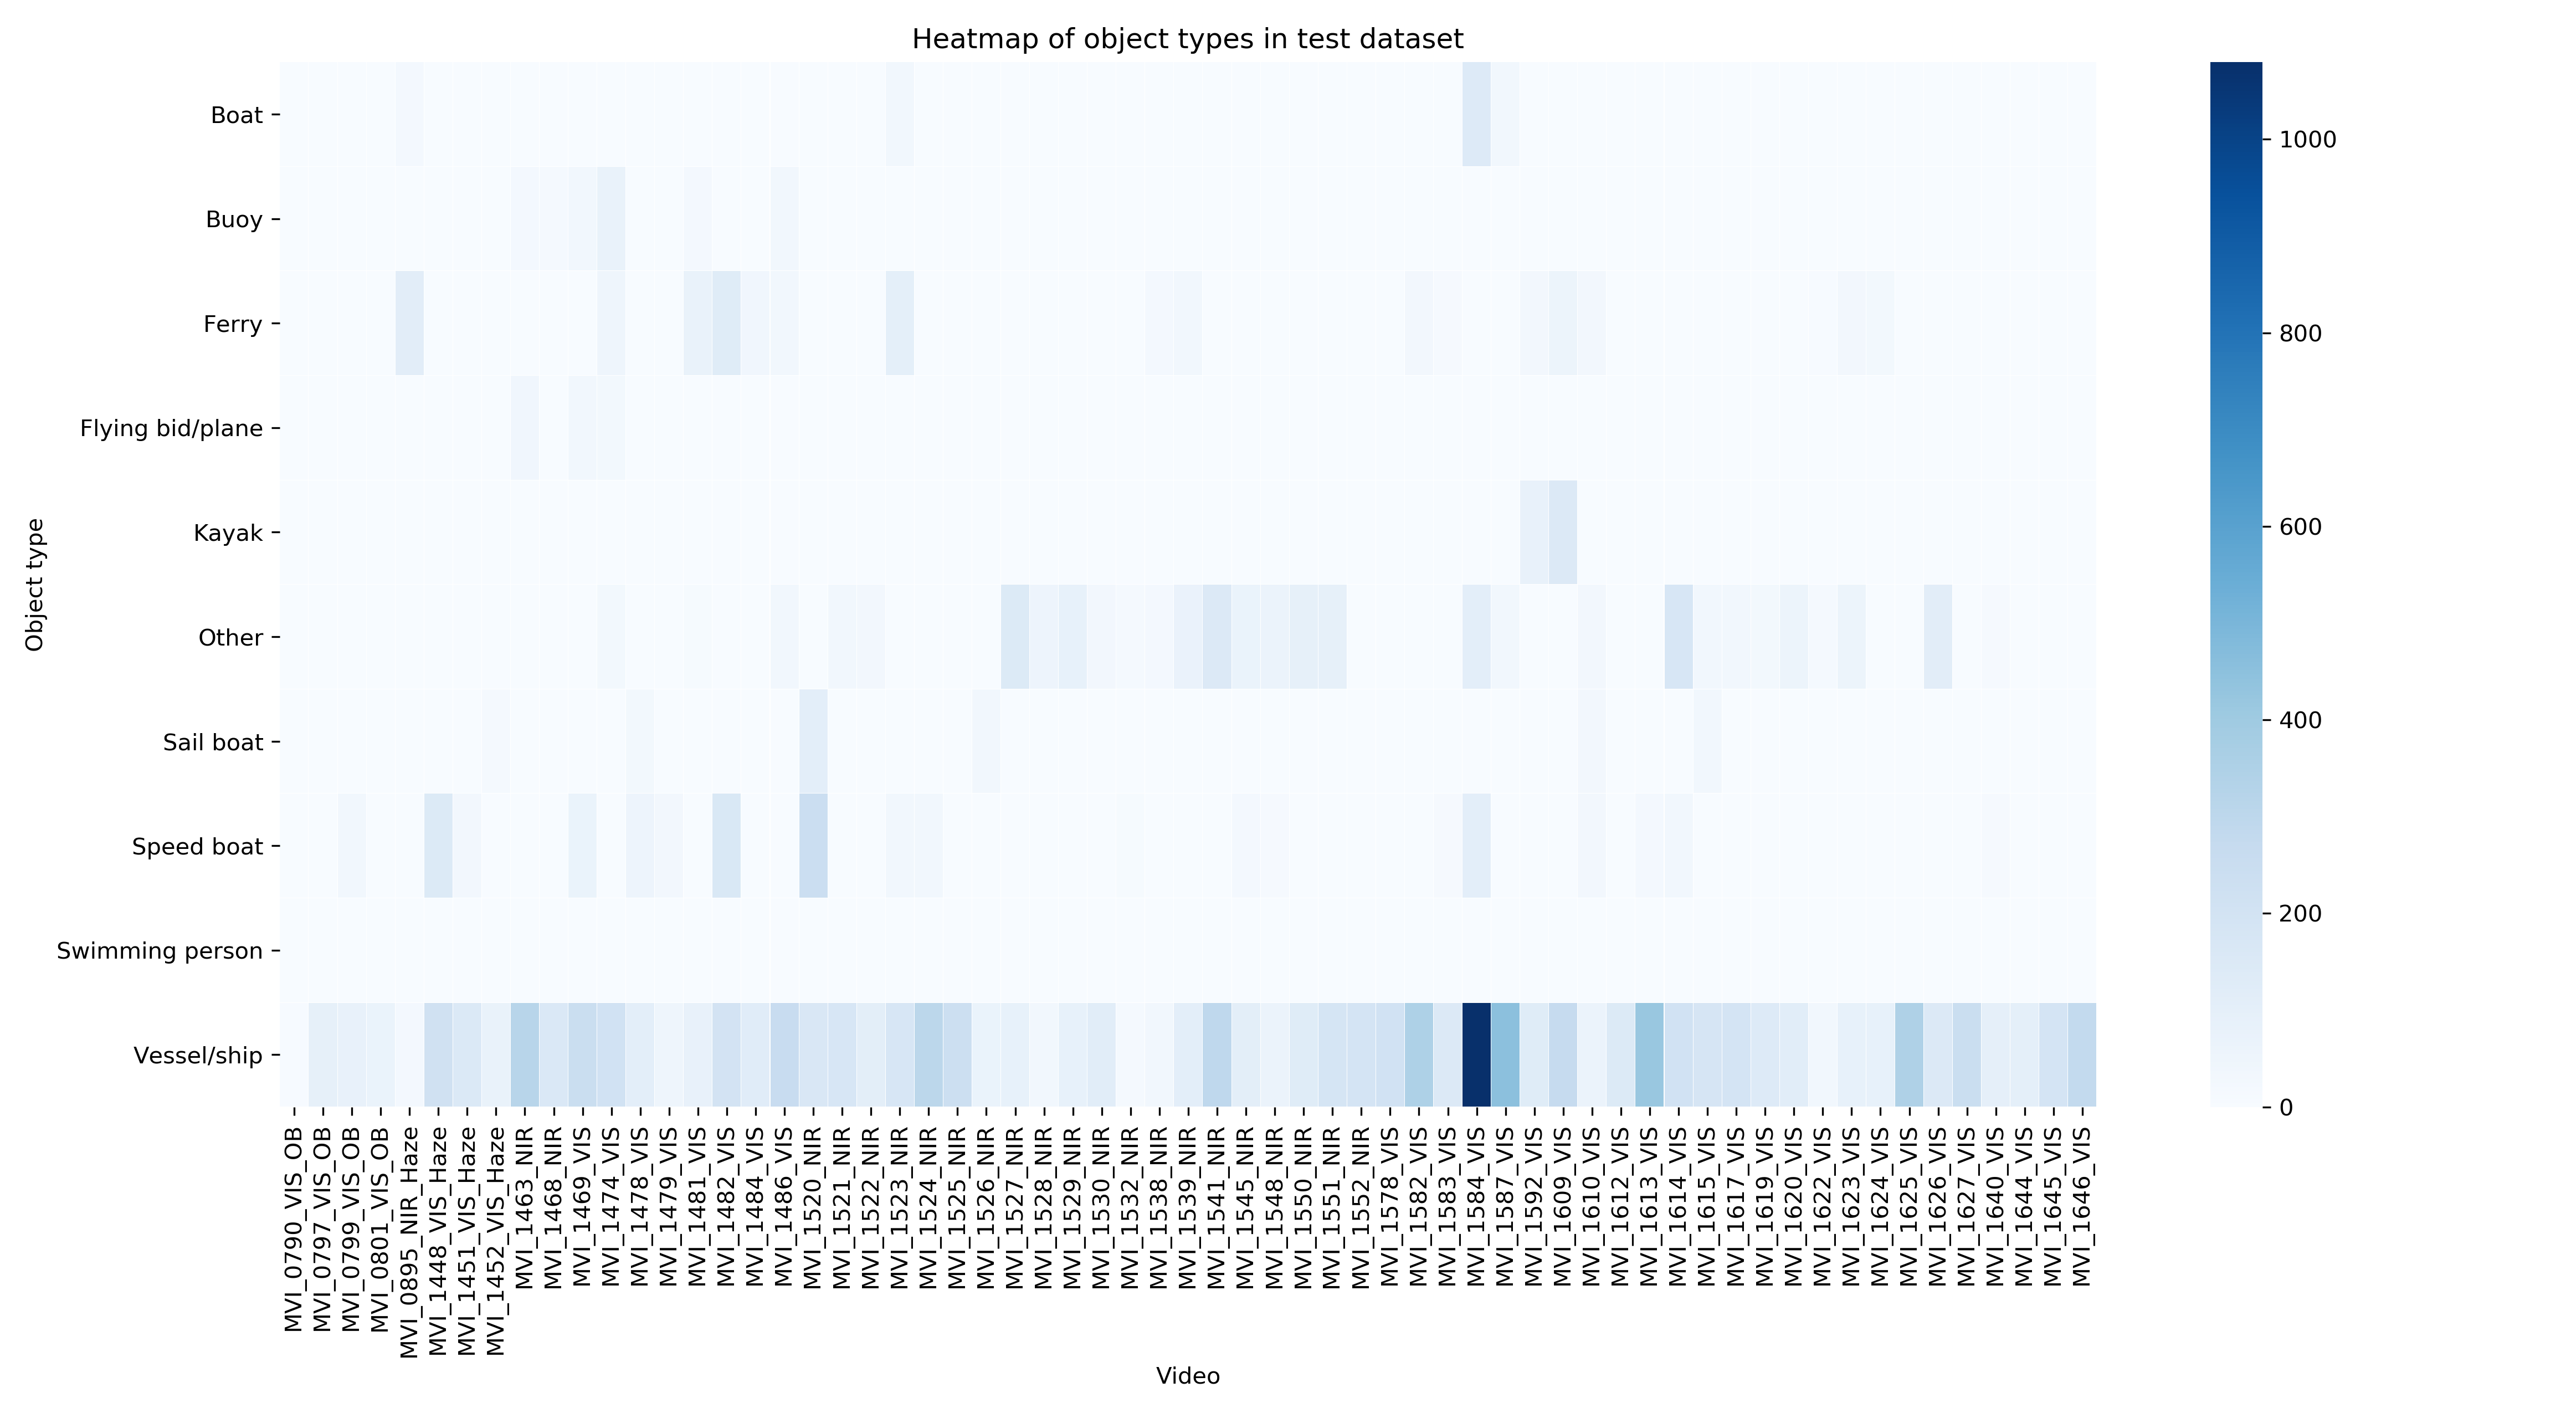 Heatmap of object types in test dataset
Object type
Boat
Buoy
Ferry
Flying bid/plane
Kayak
Other
Sail boat
Speed boat
Swimming person
Vessel/ship
MVI_0790_VIS_OB
MVI_0797_VIS_OB
MVI_0799_VIS_OB
MVI_0801_VIS_OB
MVI_0895_NIR_Haze
MVI_1448_VIS_Haze
MVI_1451_VIS_Haze
MVI_1452_VIS_Haze
MVI_1463_NIR
MVI_1468_NIR
MVI_1469_VIS
MVI_1474_VIS
MVI_1478_VIS
MVI_1479_VIS
MVI_1481_VIS
MVI_1482_VIS
MVI_1484_VIS
MVI_1486_VIS
MVI_1520_NIR
MVI_1521_NIR
MVI_1522_NIR
MVI_1523_NIR
MVI_1524_NIR
MVI_1525_NIR
MVI_1526_NIR
MVI_1527_NIR
MVI_1528_NIR
MVI_1529_NIR
MVI_1530_NIR
MVI_1532_NIR
MVI_1538_NIR
MVI_1539_NIR
MVI_1541_NIR
MVI_1545_NIR
MVI_1548_NIR
MVI_1550_NIR
MVI_1551_NIR
MVI_1552_NIR
MVI_1578_VIS
MVI_1582_VIS
MVI_1583_VIS
MVI_1584_VIS
MVI_1587_VIS
MVI_1592_VIS
MVI_1609_VIS
MVI_1610_VIS
MVI_1612_VIS
MVI_1613_VIS
MVI_1614_VIS
MVI_1615_VIS
MVI_1617_VIS
MVI_1619_VIS
MVI_1620_VIS
MVI_1622_VIS
MVI_1623_VIS
MVI_1624_VIS
MVI_1625_VIS
MVI_1626_VIS
MVI_1627_VIS
MVI_1640_VIS
MVI_1644_VIS
MVI_1645_VIS
MVI_1646_VIS
Video
1000
800
600
400
200
0